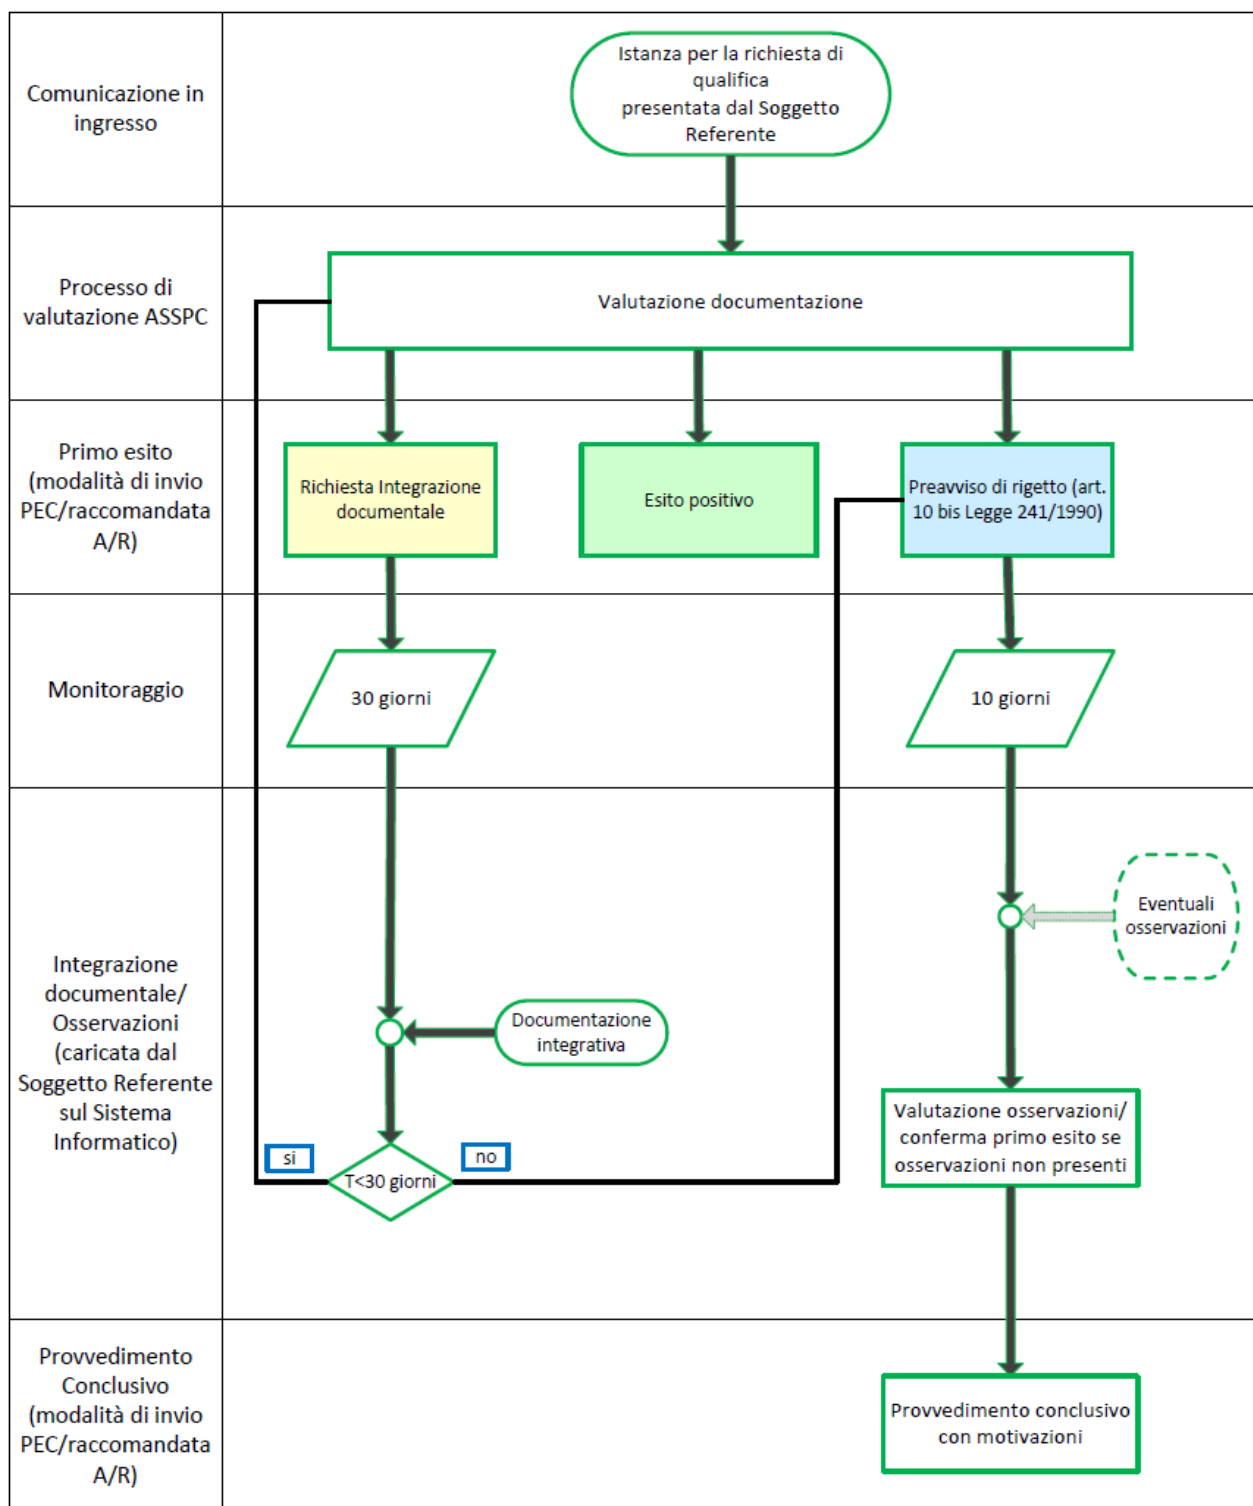 Comunicazione in
ingresso
Istanza per la richiesta di
qualifica
presentata dal Soggetto
Referente
Processo di
valutazione ASSPC
Valutazione documentazione
Primo esito
(modalità di invio
PEC/raccomandata
A/R)
Richiesta Integrazione
documentale
Esito positivo
Preavviso di rigetto (art.
10 bis Legge 241/1990)
Monitoraggio
30 giorni
10 giorni
Integrazione
documentale/
Osservazioni
(caricata dal
Soggetto Referente
sul Sistema
Informatico)
Eventuali
osservazioni
Documentazione
integrativa
si
no
T<30 giorni
Valutazione osservazioni/
conferma primo esito se
osservazioni non presenti
Provvedimento
Conclusivo
(modalità di invio
PEC/raccomandata
A/R)
Provvedimento conclusivo
con motivazioni